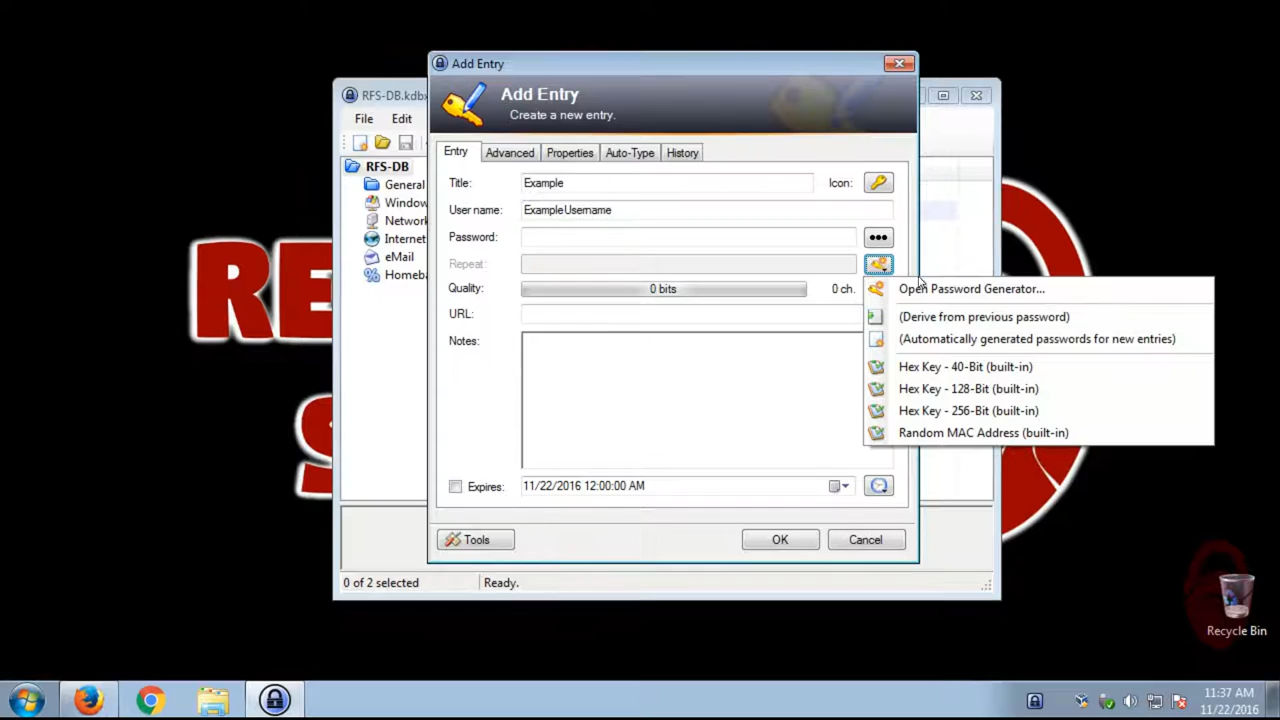 Add Entry
RFS-DB.kdbx
Add Entry
Create a new entry.
File Edit
Entry Advanced Properties Auto-Type History
RFS-DB
General
Window
Network
Internet
eMail
Homeba
Title: Example Icon:
User name: ExampleUsername
Password:
Repeat:
Quality: 0 bits 0 ch.
URL:
Notes:
Open Password Generator...
(Derive from previous password)
(Automatically generated passwords for new entries)
Hex Key - 40-Bit (built-in)
Hex Key - 128-Bit (built-in)
Hex Key - 256-Bit (built-in)
Random MAC Address (built-in)
Expires: 11/22/2016 12:00:00 AM
Tools OK Cancel
0 of 2 selected Ready.
RE
S
Recycle Bin
11:37 AM
11/22/2016